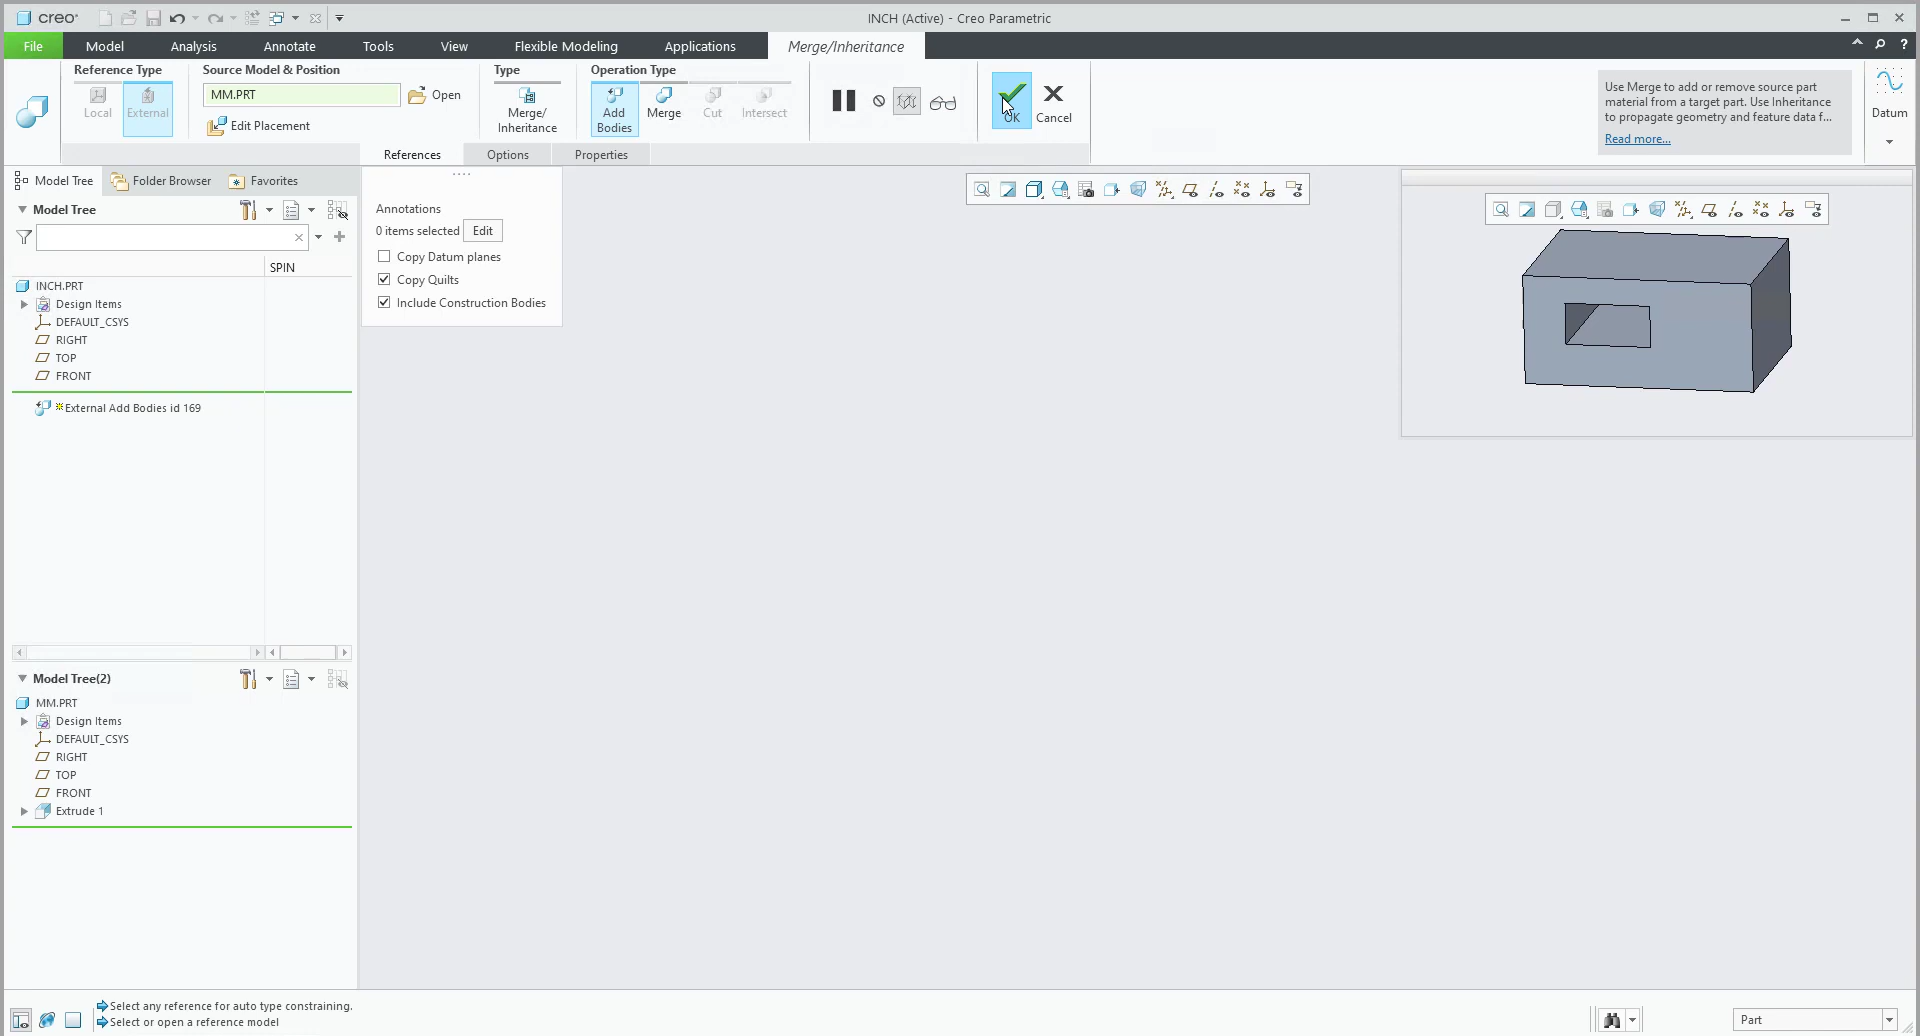 creo·
INCH (Active) - Creo Parametric
File
Model
Analysis
Annotate
Tools
View
Flexible Modeling
Applications
Merge/Inheritance
Reference Type
Source Model & Position
Type
Operation Type
Local
External
MM.PRT
Open
Edit Placement
Merge/
Inheritance
Add
Bodies
Merge
Cut
Intersect
OK
Cancel
Use Merge to add or remove source part
material from a target part. Use Inheritance
to propagate geometry and feature data f...
Read more...
Datum
References
Options
Properties
Model Tree
Folder Browser
Favorites
Model Tree
SPIN
INCH.PRT
Design Items
DEFAULT_CSYS
RIGHT
TOP
FRONT
External Add Bodies id 169
Annotations
0 items selected
Edit
Copy Datum planes
Copy Quilts
Include Construction Bodies
Model Tree(2)
MM.PRT
Design Items
DEFAULT_CSYS
RIGHT
TOP
FRONT
Extrude 1
Select any reference for auto type constraining.
Select or open a reference model
Part